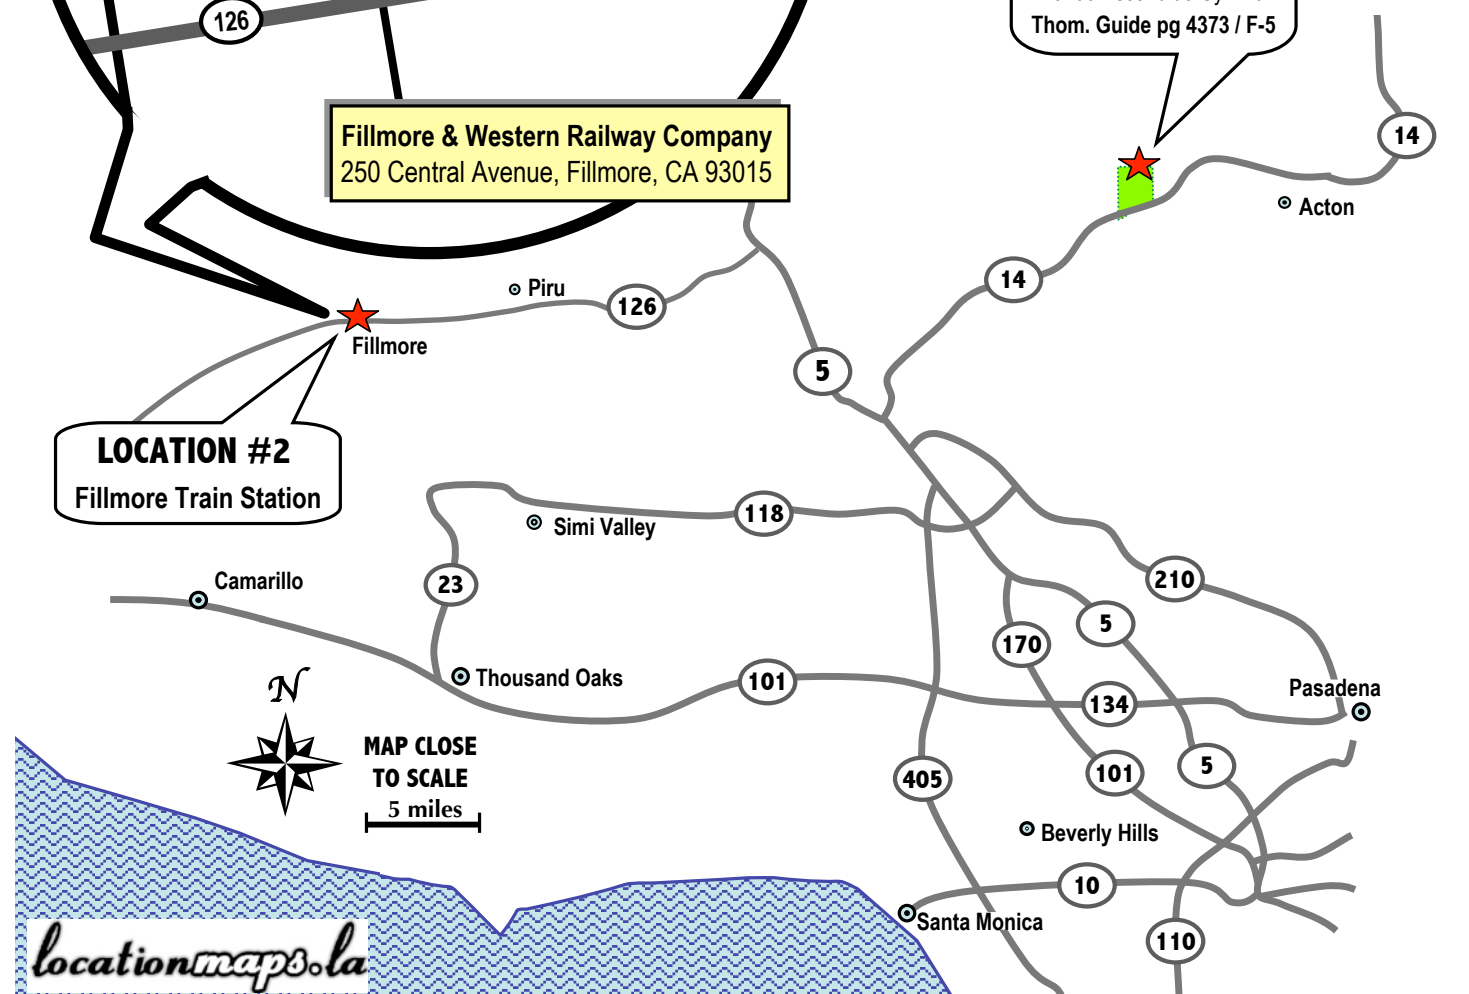 126
Thom. Guide pg 4373 / F-5
14
Fillmore & Western Railway Company
250 Central Avenue, Fillmore, CA 93015
Acton
14
Piru
126
Fillmore
5
LOCATION #2
Fillmore Train Station
118
Simi Valley
Camarillo
23
210
5
170
N
Thousand Oaks
101
134
Pasadena
MAP CLOSE
TO SCALE
5 miles
405
101
5
Beverly Hills
10
Santa Monica
110
locationmaps.la